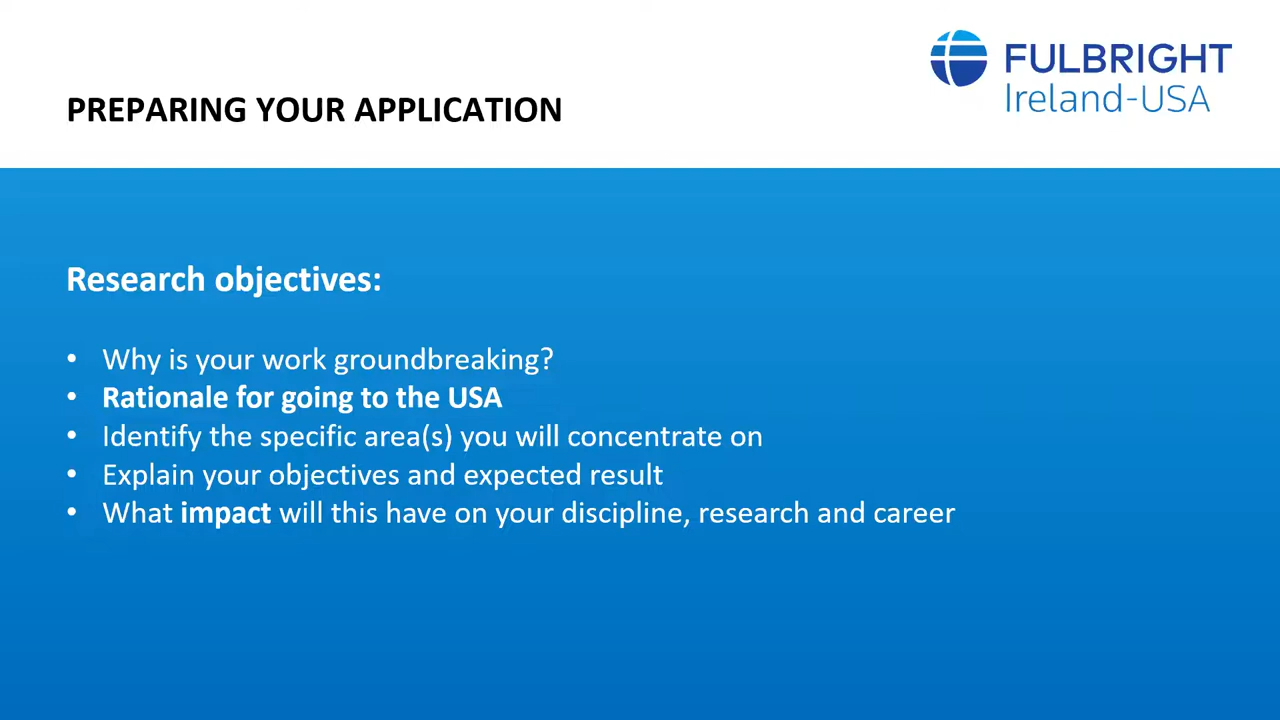 FULBRIGHT
Ireland-USA
PREPARING YOUR APPLICATION
Research objectives:
• Why is your work groundbreaking?
• Rationale for going to the USA
• Identify the specific area(s) you will concentrate on
• Explain your objectives and expected result
• What impact will this have on your discipline, research and career